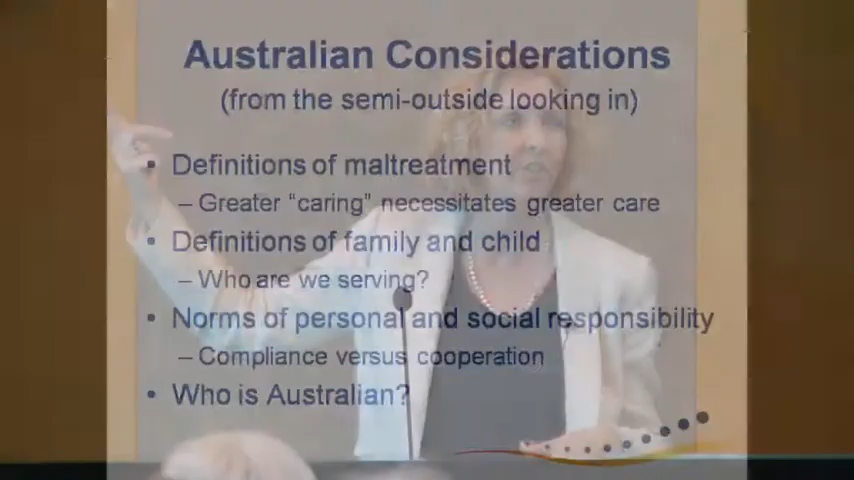 Australian Considerations
(from the semi-outside looking in)
• Definitions of maltreatment
– Greater “caring” necessitates greater care
• Definitions of family and child
– Who are we serving?
• Norms of personal and social responsibility
– Compliance versus cooperation
• Who is Australian?